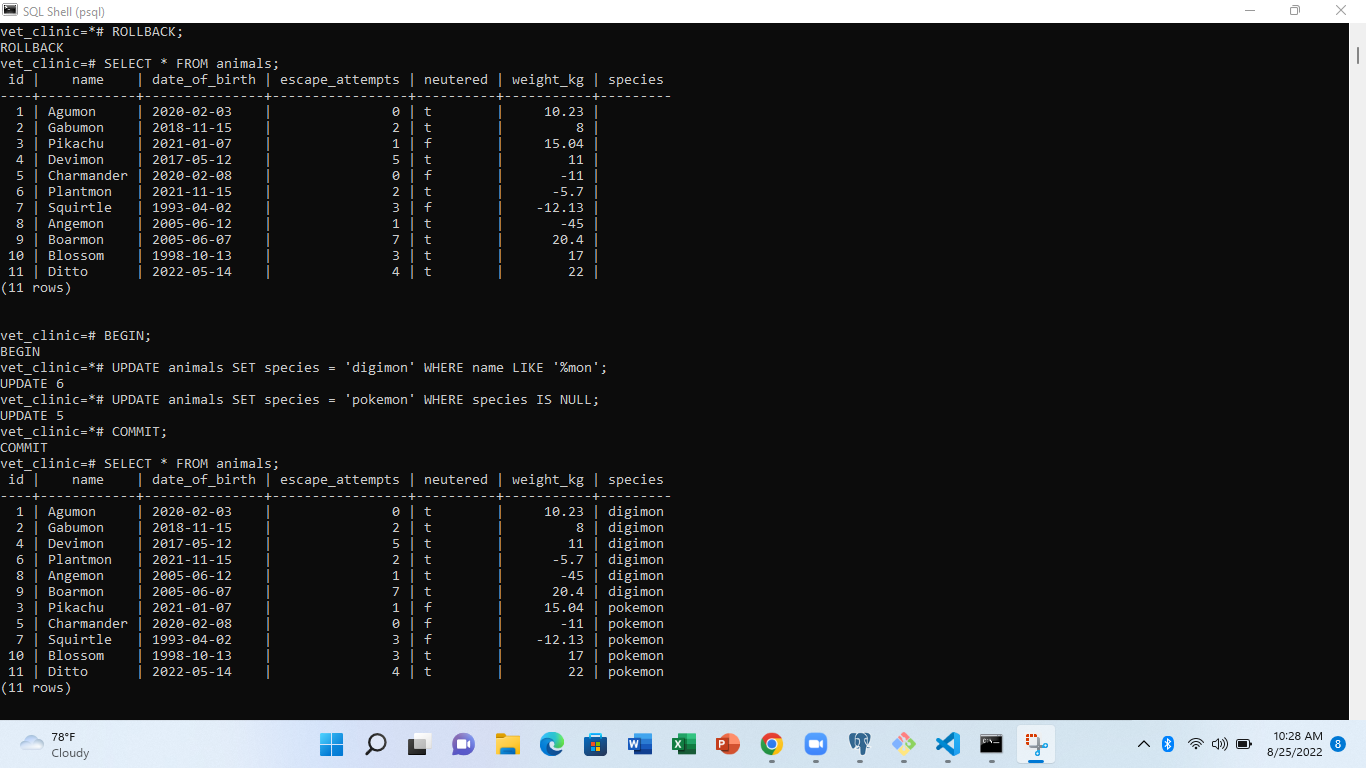 SQL Shell (psql)
vet_clinic=*# ROLLBACK;
ROLLBACK
vet_clinic=# SELECT * FROM animals;
 id |    name    | date_of_birth | escape_attempts | neutered | weight_kg | species
----+------------+---------------+-----------------+----------+-----------+---------
  1 | Agumon     | 2020-02-03    |               0 | t        |     10.23 |
  2 | Gabumon    | 2018-11-15    |               2 | t        |         8 |
  3 | Pikachu    | 2021-01-07    |               1 | f        |     15.04 |
  4 | Devimon    | 2017-05-12    |               5 | t        |        11 |
  5 | Charmander | 2020-02-08    |               0 | f        |       -11 |
  6 | Plantmon   | 2021-11-15    |               2 | t        |      -5.7 |
  7 | Squirtle   | 1993-04-02    |               3 | f        |    -12.13 |
  8 | Angemon    | 2005-06-12    |               1 | t        |       -45 |
  9 | Boarmon    | 2005-06-07    |               7 | t        |      20.4 |
 10 | Blossom    | 1998-10-13    |               3 | t        |        17 |
 11 | Ditto      | 2022-05-14    |               4 | t        |        22 |
(11 rows)
vet_clinic=# BEGIN;
BEGIN
vet_clinic=*# UPDATE animals SET species = 'digimon' WHERE name LIKE '%mon';
UPDATE 6
vet_clinic=*# UPDATE animals SET species = 'pokemon' WHERE species IS NULL;
UPDATE 5
vet_clinic=*# COMMIT;
COMMIT
vet_clinic=# SELECT * FROM animals;
 id |    name    | date_of_birth | escape_attempts | neutered | weight_kg | species
----+------------+---------------+-----------------+----------+-----------+---------
  1 | Agumon     | 2020-02-03    |               0 | t        |     10.23 | digimon
  2 | Gabumon    | 2018-11-15    |               2 | t        |         8 | digimon
  4 | Devimon    | 2017-05-12    |               5 | t        |        11 | digimon
  6 | Plantmon   | 2021-11-15    |               2 | t        |      -5.7 | digimon
  8 | Angemon    | 2005-06-12    |               1 | t        |       -45 | digimon
  9 | Boarmon    | 2005-06-07    |               7 | t        |      20.4 | digimon
  3 | Pikachu    | 2021-01-07    |               1 | f        |     15.04 | pokemon
  5 | Charmander | 2020-02-08    |               0 | f        |       -11 | pokemon
  7 | Squirtle   | 1993-04-02    |               3 | f        |    -12.13 | pokemon
 10 | Blossom    | 1998-10-13    |               3 | t        |        17 | pokemon
 11 | Ditto      | 2022-05-14    |               4 | t        |        22 | pokemon
(11 rows)
78°F
Cloudy
10:28 AM
8/25/2022
8